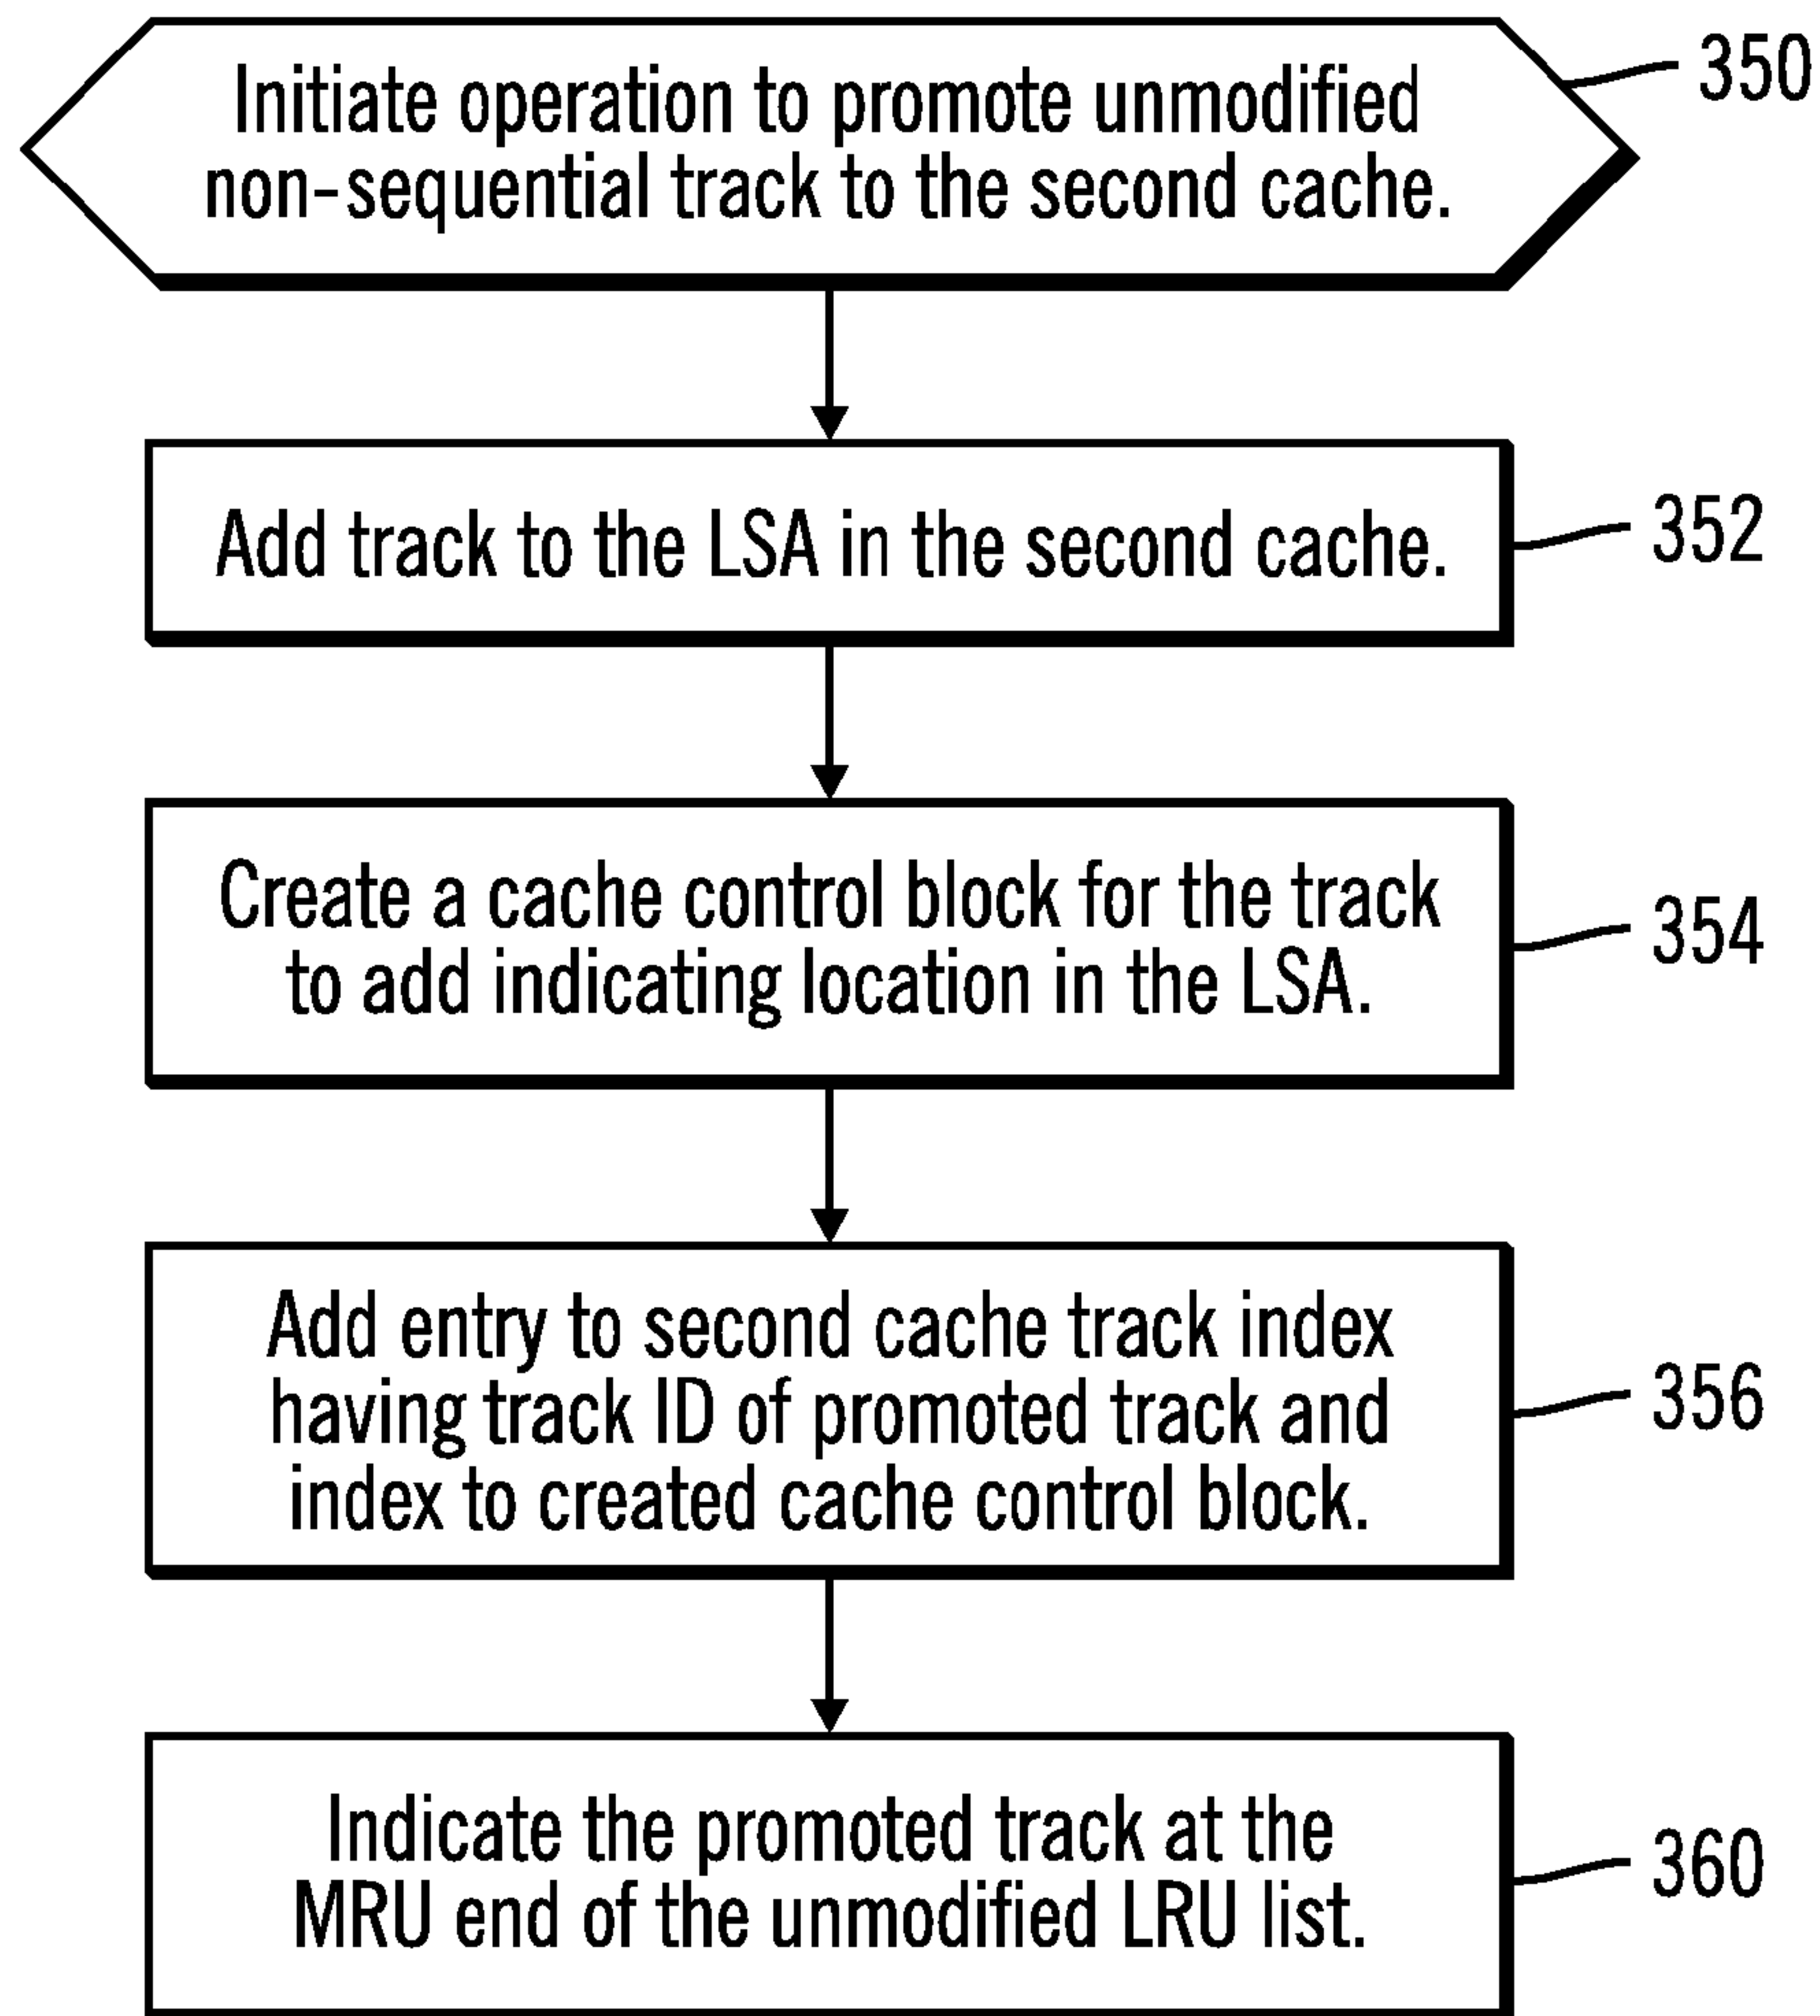 Initiate operation to promote unmodified
non-sequential track to the second cache.
350
Add track to the LSA in the second cache.
352
Create a cache control block for the track
to add indicating location in the LSA.
354
Add entry to second cache track index
having track ID of promoted track and
index to created cache control block.
356
Indicate the promoted track at the
MRU end of the unmodified LRU list.
360